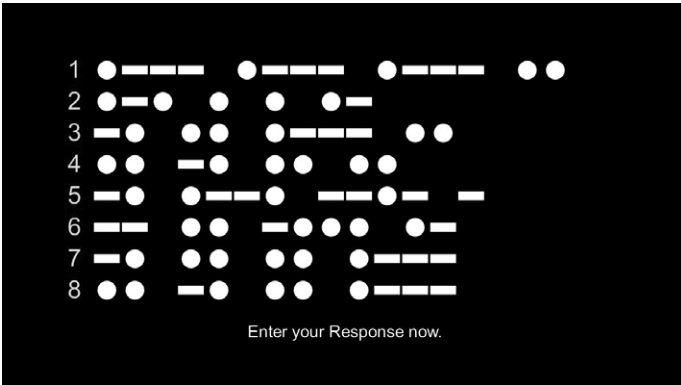 1 .--- .--- .--- ..
2 .-. . . .-
3 -. .. .--- ..
4 .. -. .. ..
5 -. .--. --.- -
6 -- .. -... .-
7 -. .. .. .---
8 .. -. .. .---
Enter your Response now.